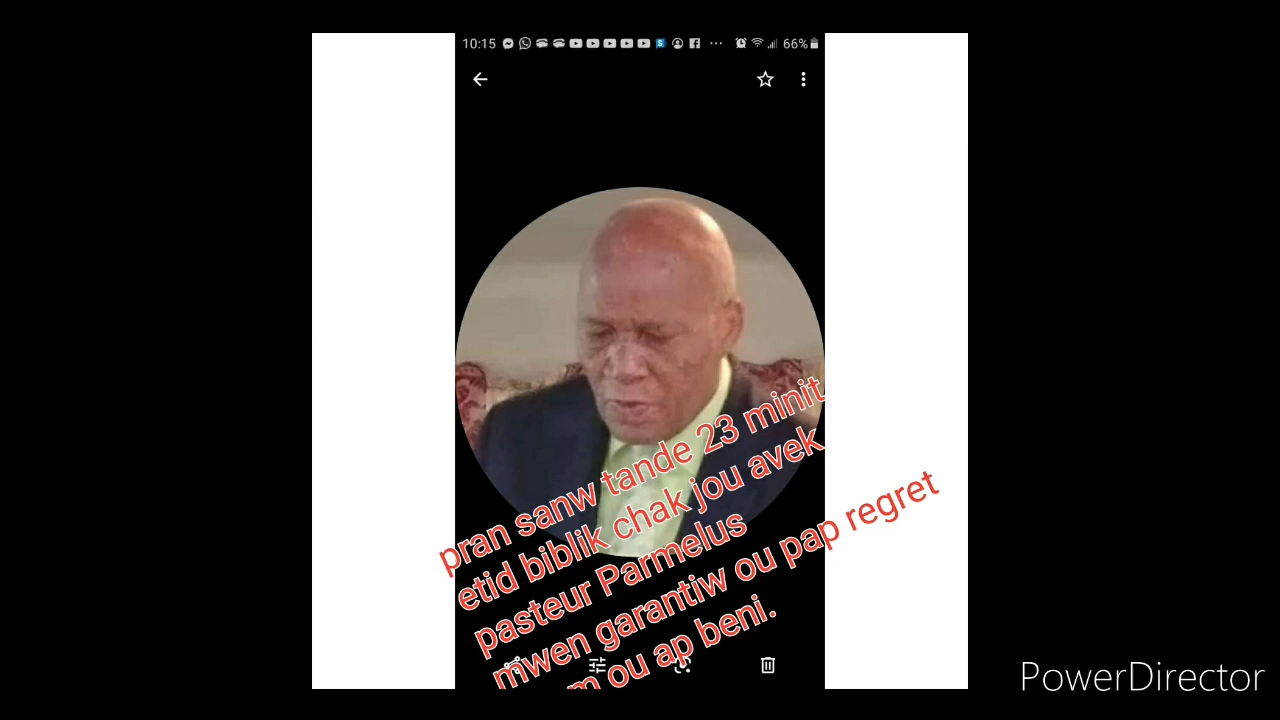 10:15
66%
pran sanw tande 23 minit
etid biblik chak jou avek
pasteur Parmelus
mwen garantiw ou pap regret
m ou ap beni.
PowerDirector